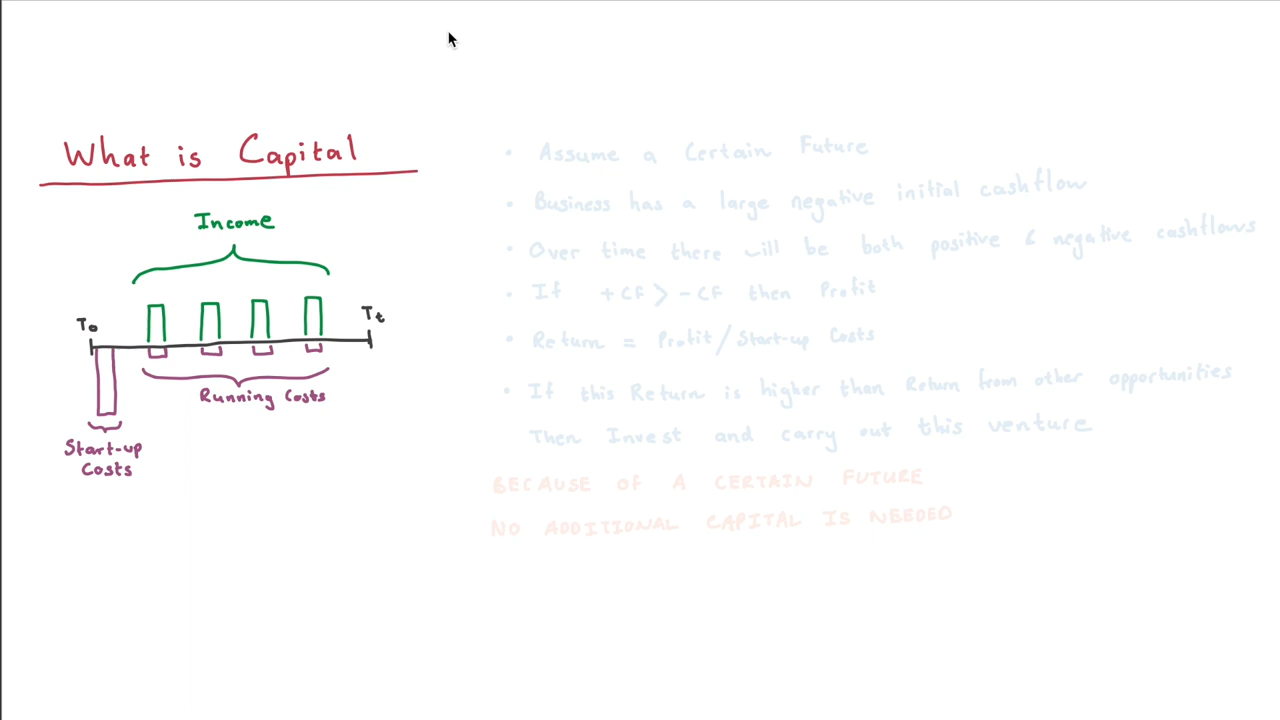 What is Capital
Income
T₀
Tₜ
Running Costs
Start-up
Costs
• Assume a Certain Future
• Business has a large negative initial cashflow
• Over time there will be both positive & negative cashflows
• If +CF > -CF then Profit
• Return = Profit/Start-up Costs
• If this Return is higher than Return from other opportunities
Then Invest and carry out this venture
BECAUSE OF A CERTAIN FUTURE
NO ADDITIONAL CAPITAL IS NEEDED